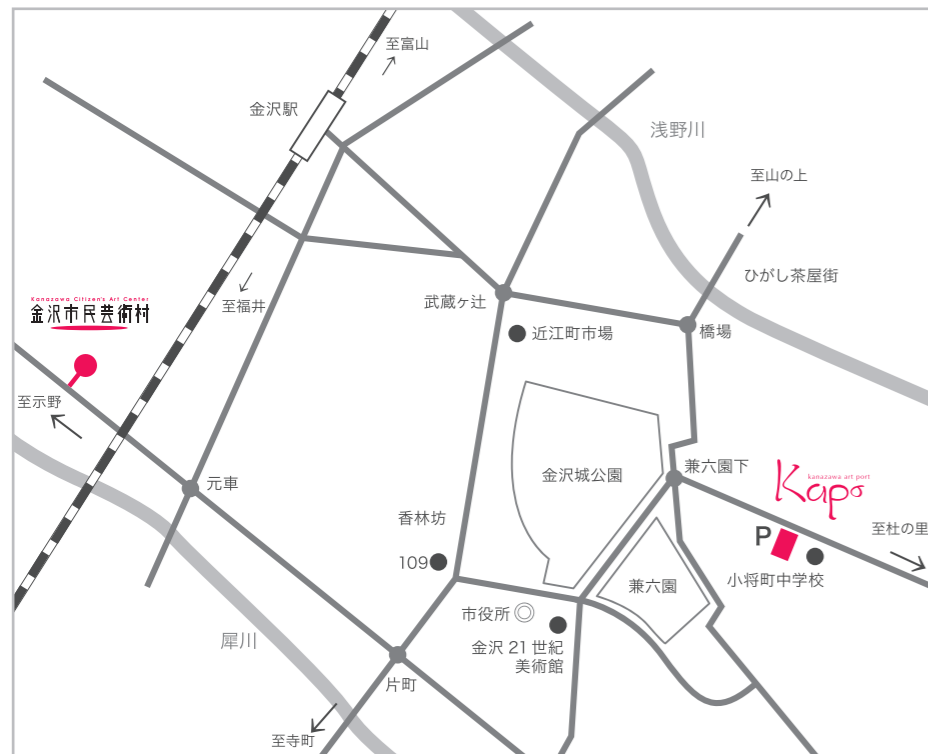 至富山
金沢駅
浅野川
至山の上
ひがし茶屋街
至福井
Kanazawa Citizen's Art Center
金沢市民芸術村
武蔵ヶ辻
近江町市場
橋場
至示野
兼六園下
kanazawa art port
Kapo
金沢城公園
元車
香林坊
109
P
至杜の里
小将町中学校
兼六園
市役所
金沢 21 世紀
美術館
犀川
片町
至寺町